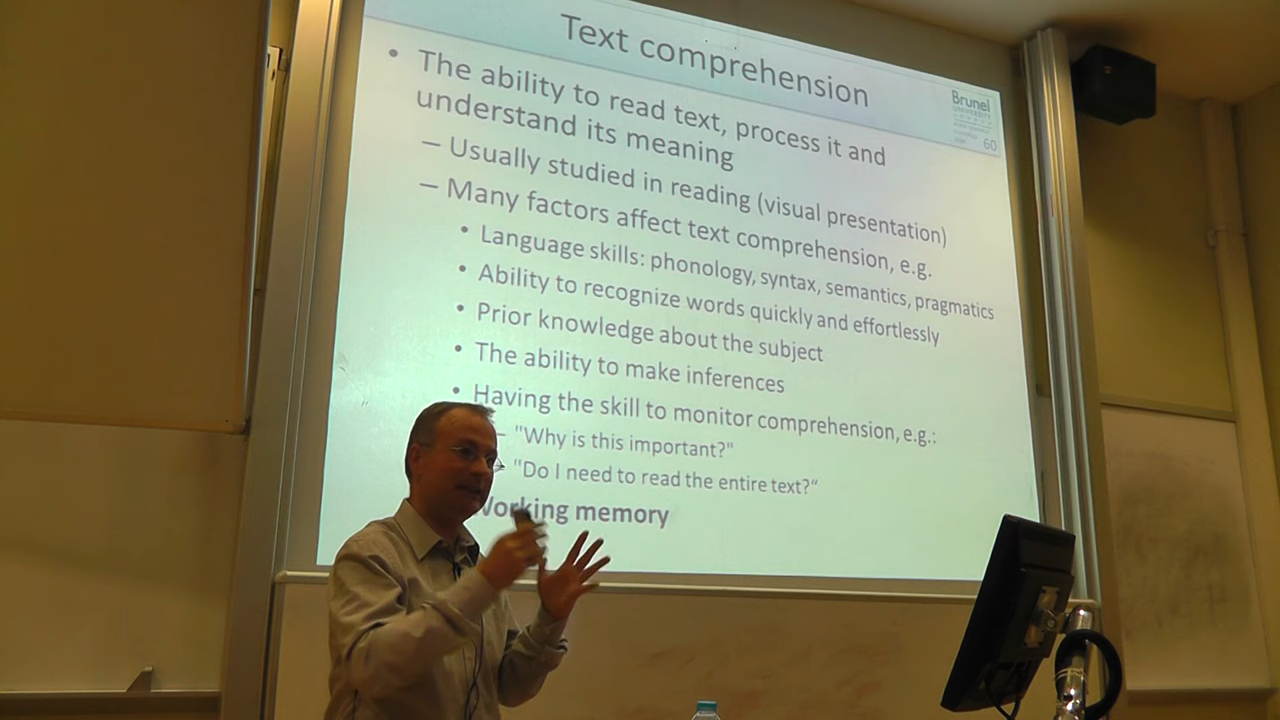 Text comprehension
Brunel
UNIVERSITY
60
• The ability to read text, process it and
understand its meaning
– Usually studied in reading (visual presentation)
– Many factors affect text comprehension, e.g.
• Language skills: phonology, syntax, semantics, pragmatics
• Ability to recognize words quickly and effortlessly
• Prior knowledge about the subject
• The ability to make inferences
• Having the skill to monitor comprehension, e.g.:
– "Why is this important?"
"Do I need to read the entire text?“
Working memory